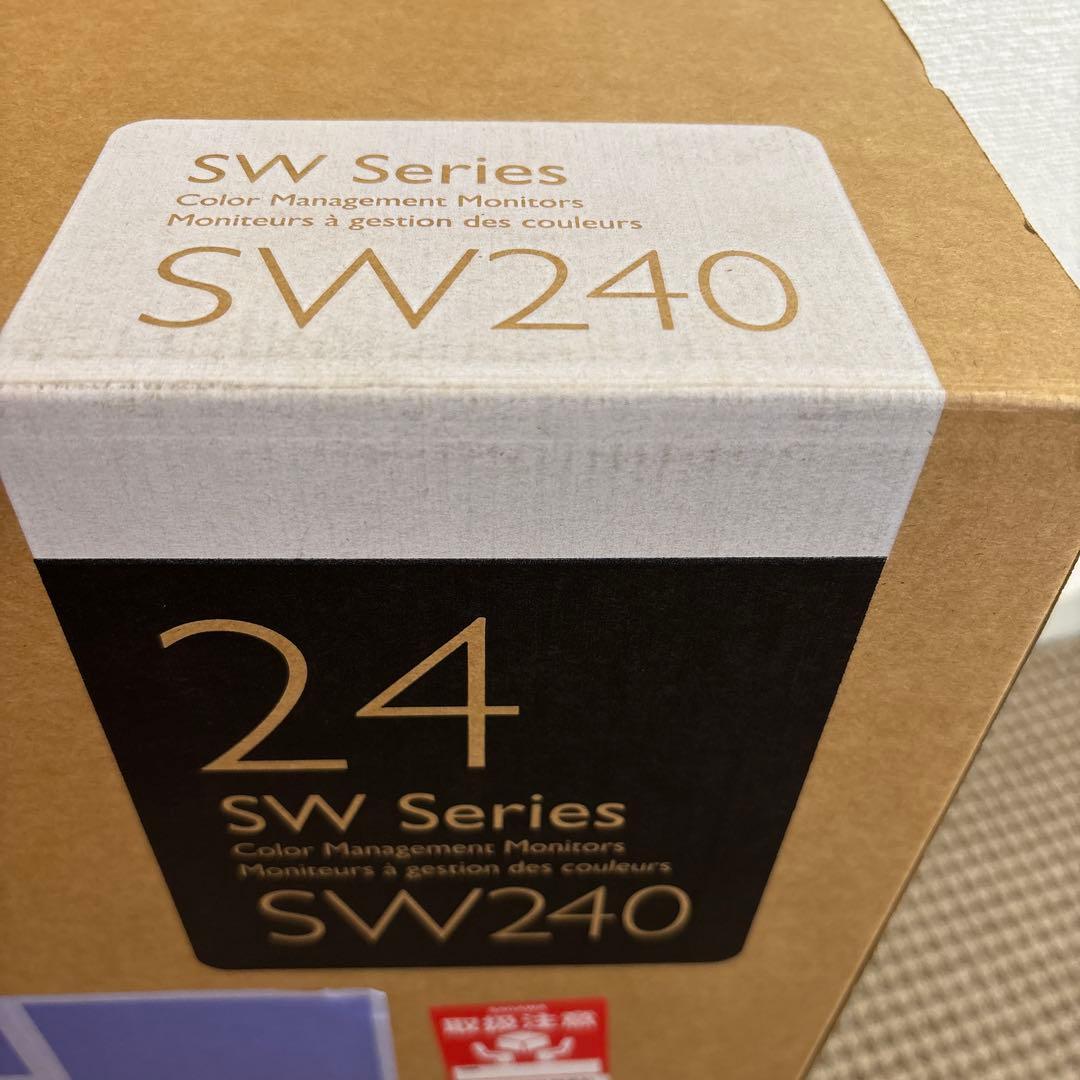 SW Series
Color Management Monitors
Moniteurs à gestion des couleurs
SW240
24
SW Series
Color Management Monitors
Moniteurs à gestion des couleurs
SW240
取扱注意